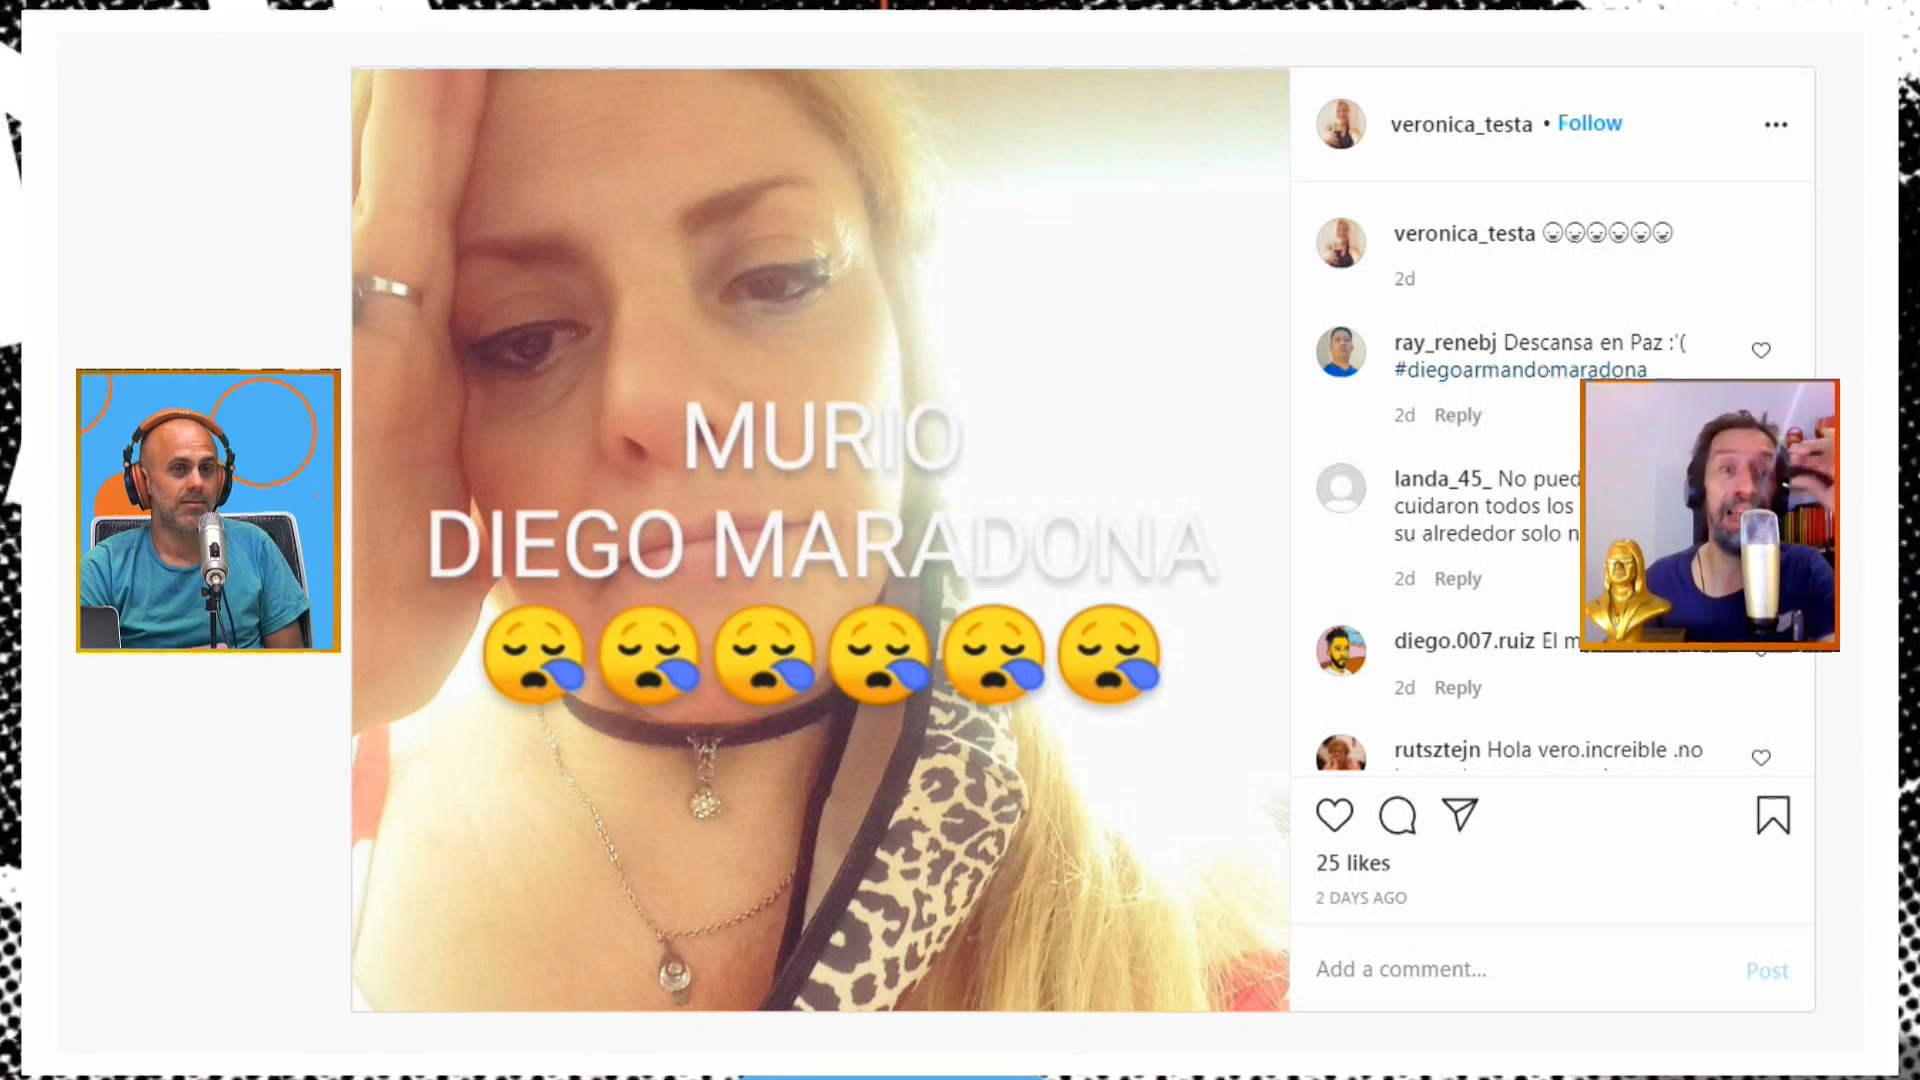 MURIO
DIEGO MARADONA
veronica_testa • Follow
veronica_testa
2d
ray_renebj Descansa en Paz :'(
#diegoarmandomaradona
2d Reply
landa_45_ No pued
cuidaron todos los
su alrededor solo n
2d Reply
diego.007.ruiz El m
2d Reply
rutsztejn Hola vero.increible .no
25 likes
2 DAYS AGO
Add a comment...
Post